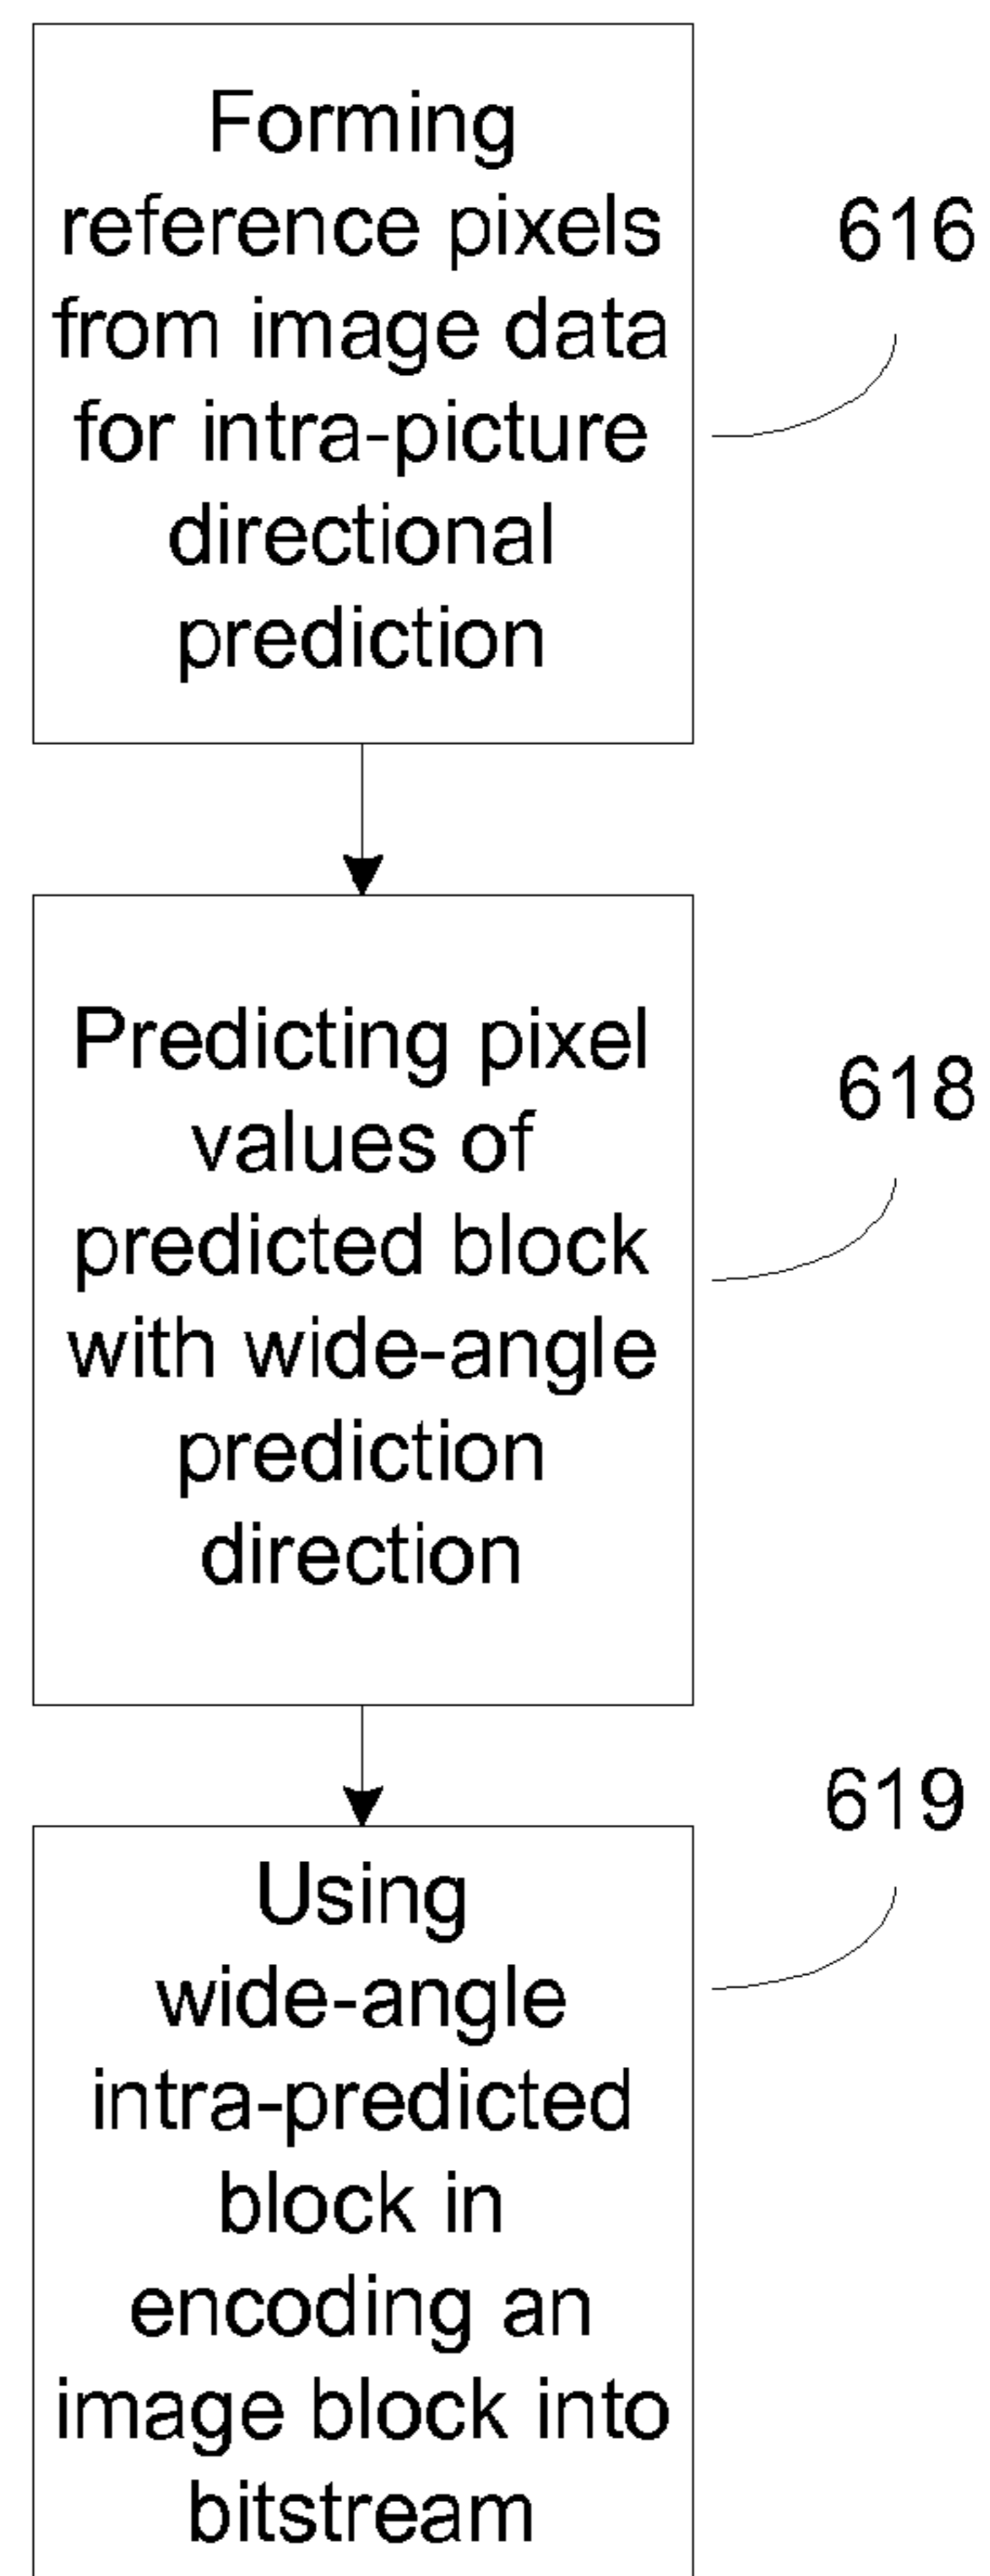 Forming
reference pixels
from image data
for intra-picture
directional
prediction
616
Predicting pixel
values of
predicted block
with wide-angle
prediction
direction
618
Using
wide-angle
intra-predicted
block in
encoding an
image block into
bitstream
619